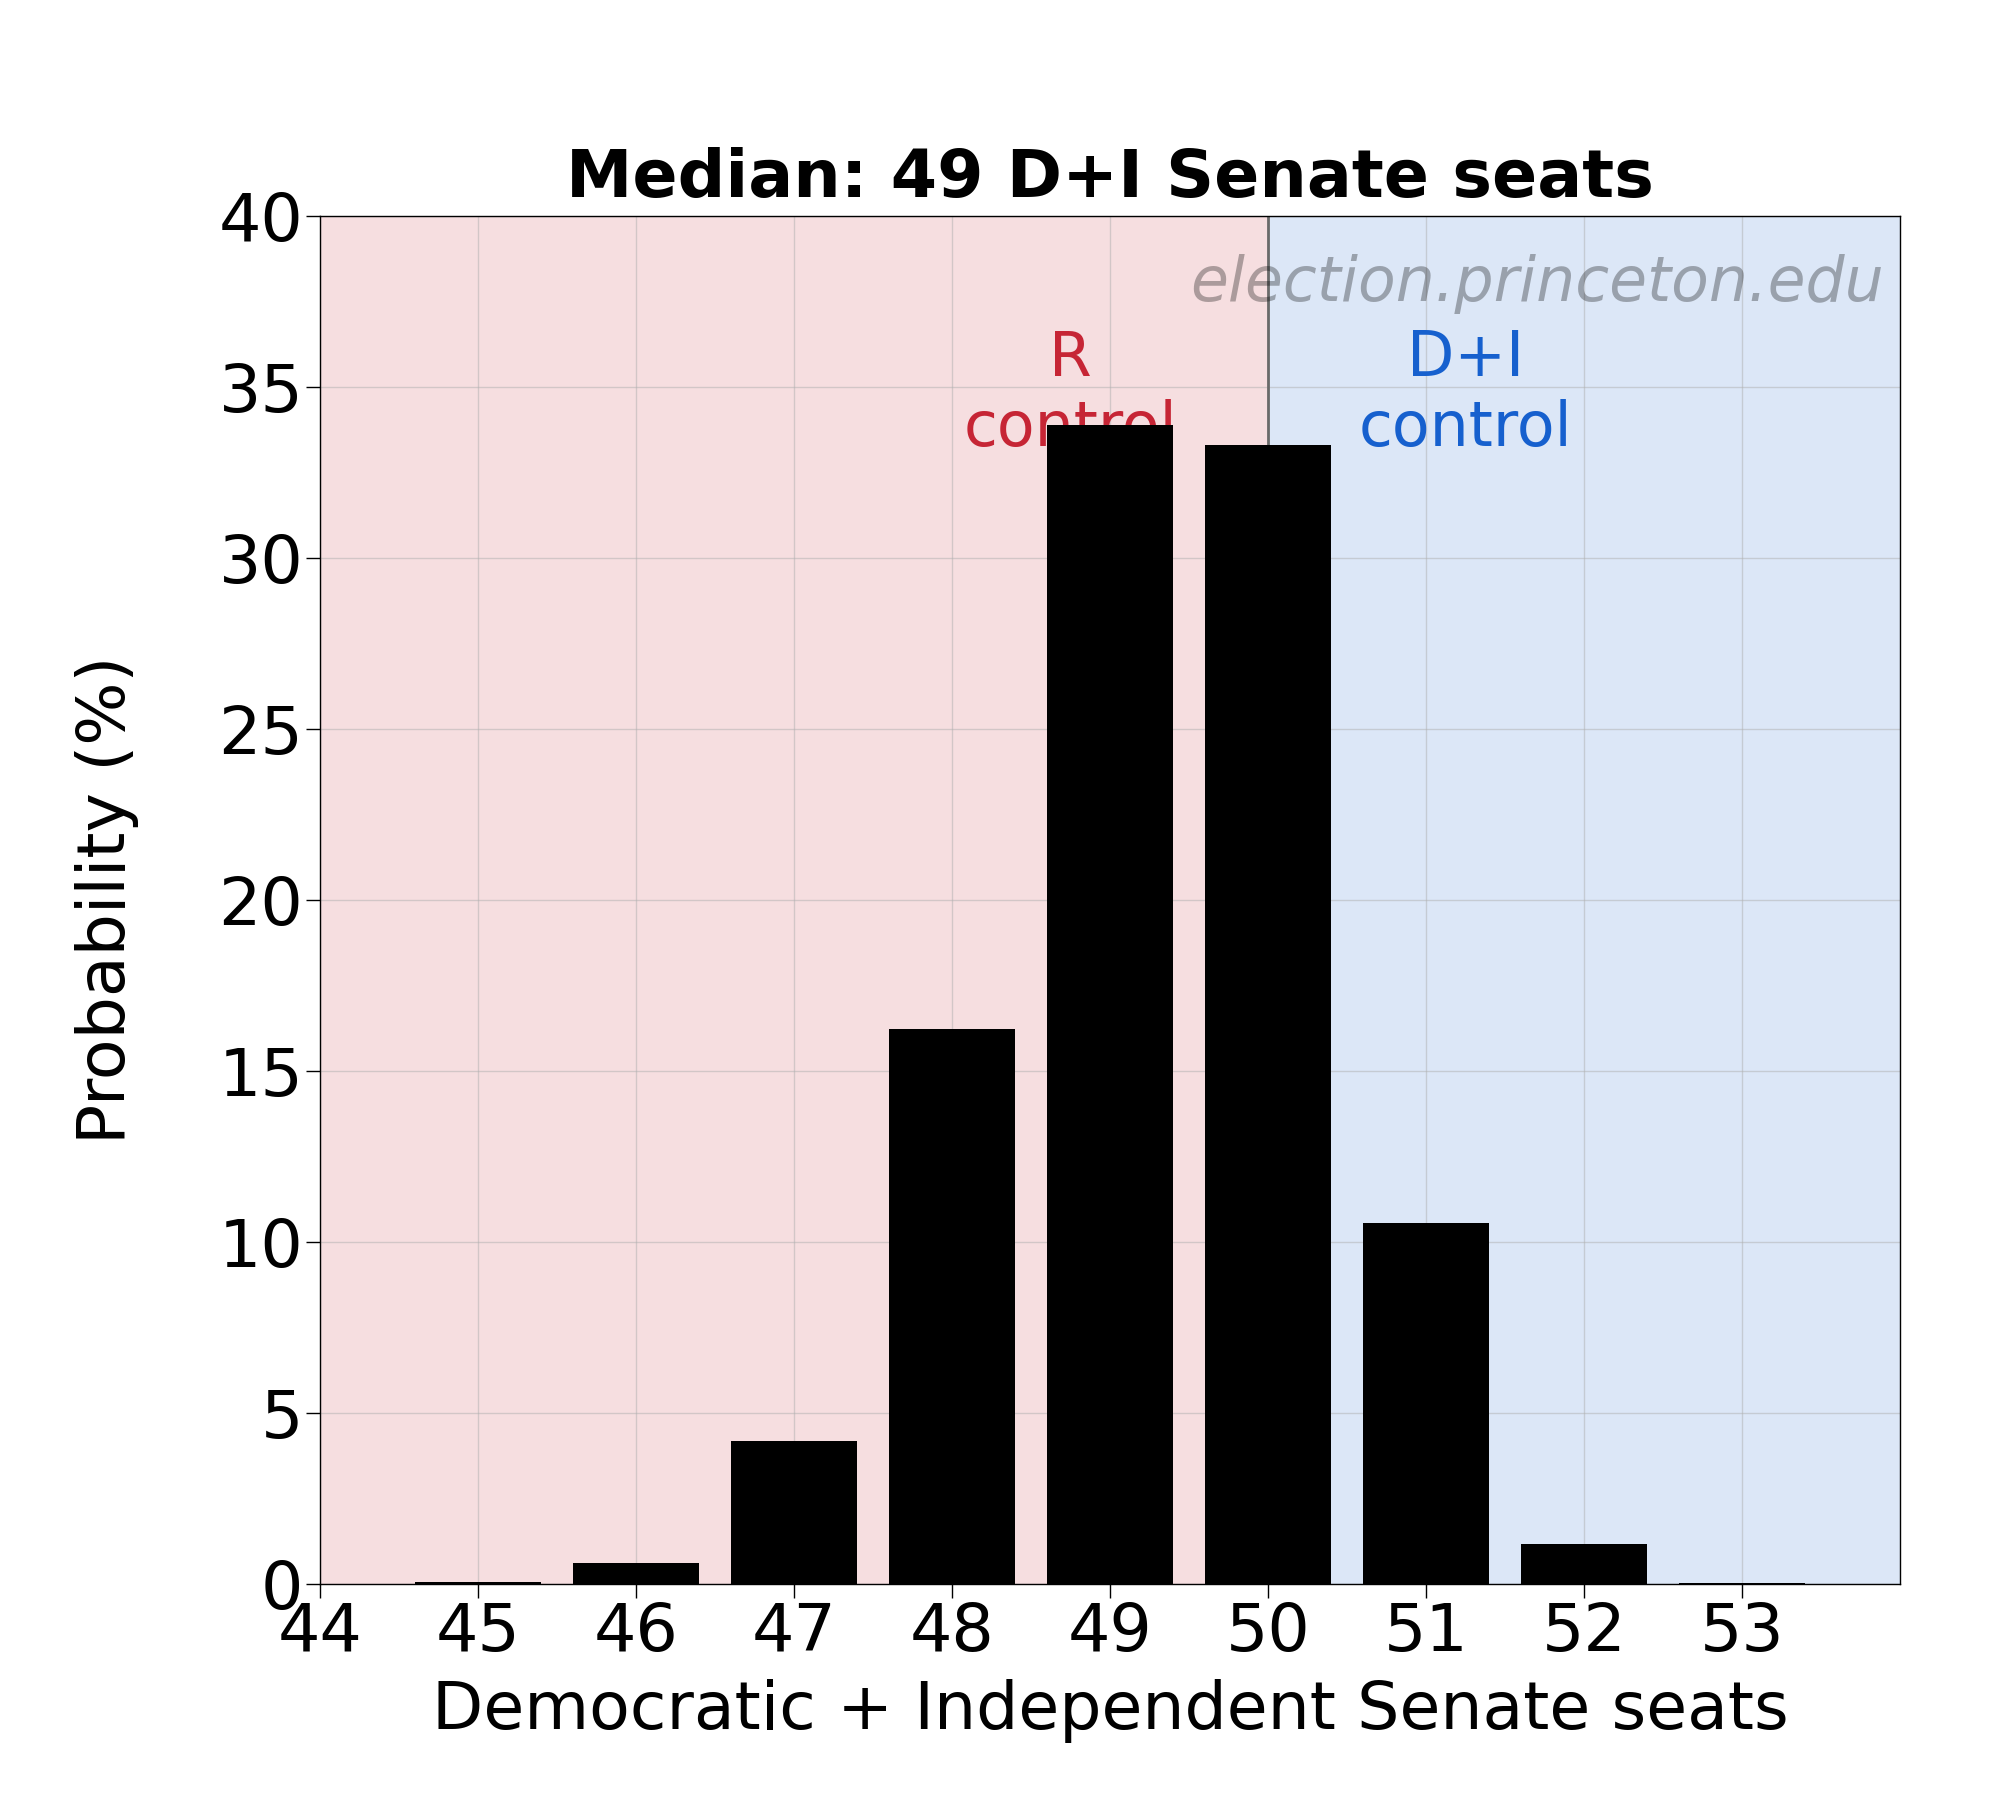 Median: 49 D+I Senate seats
election.princeton.edu
R
control
D+I
control
40
35
30
25
20
15
10
5
0
Probability (%)
44 45 46 47 48 49 50 51 52 53
Democratic + Independent Senate seats